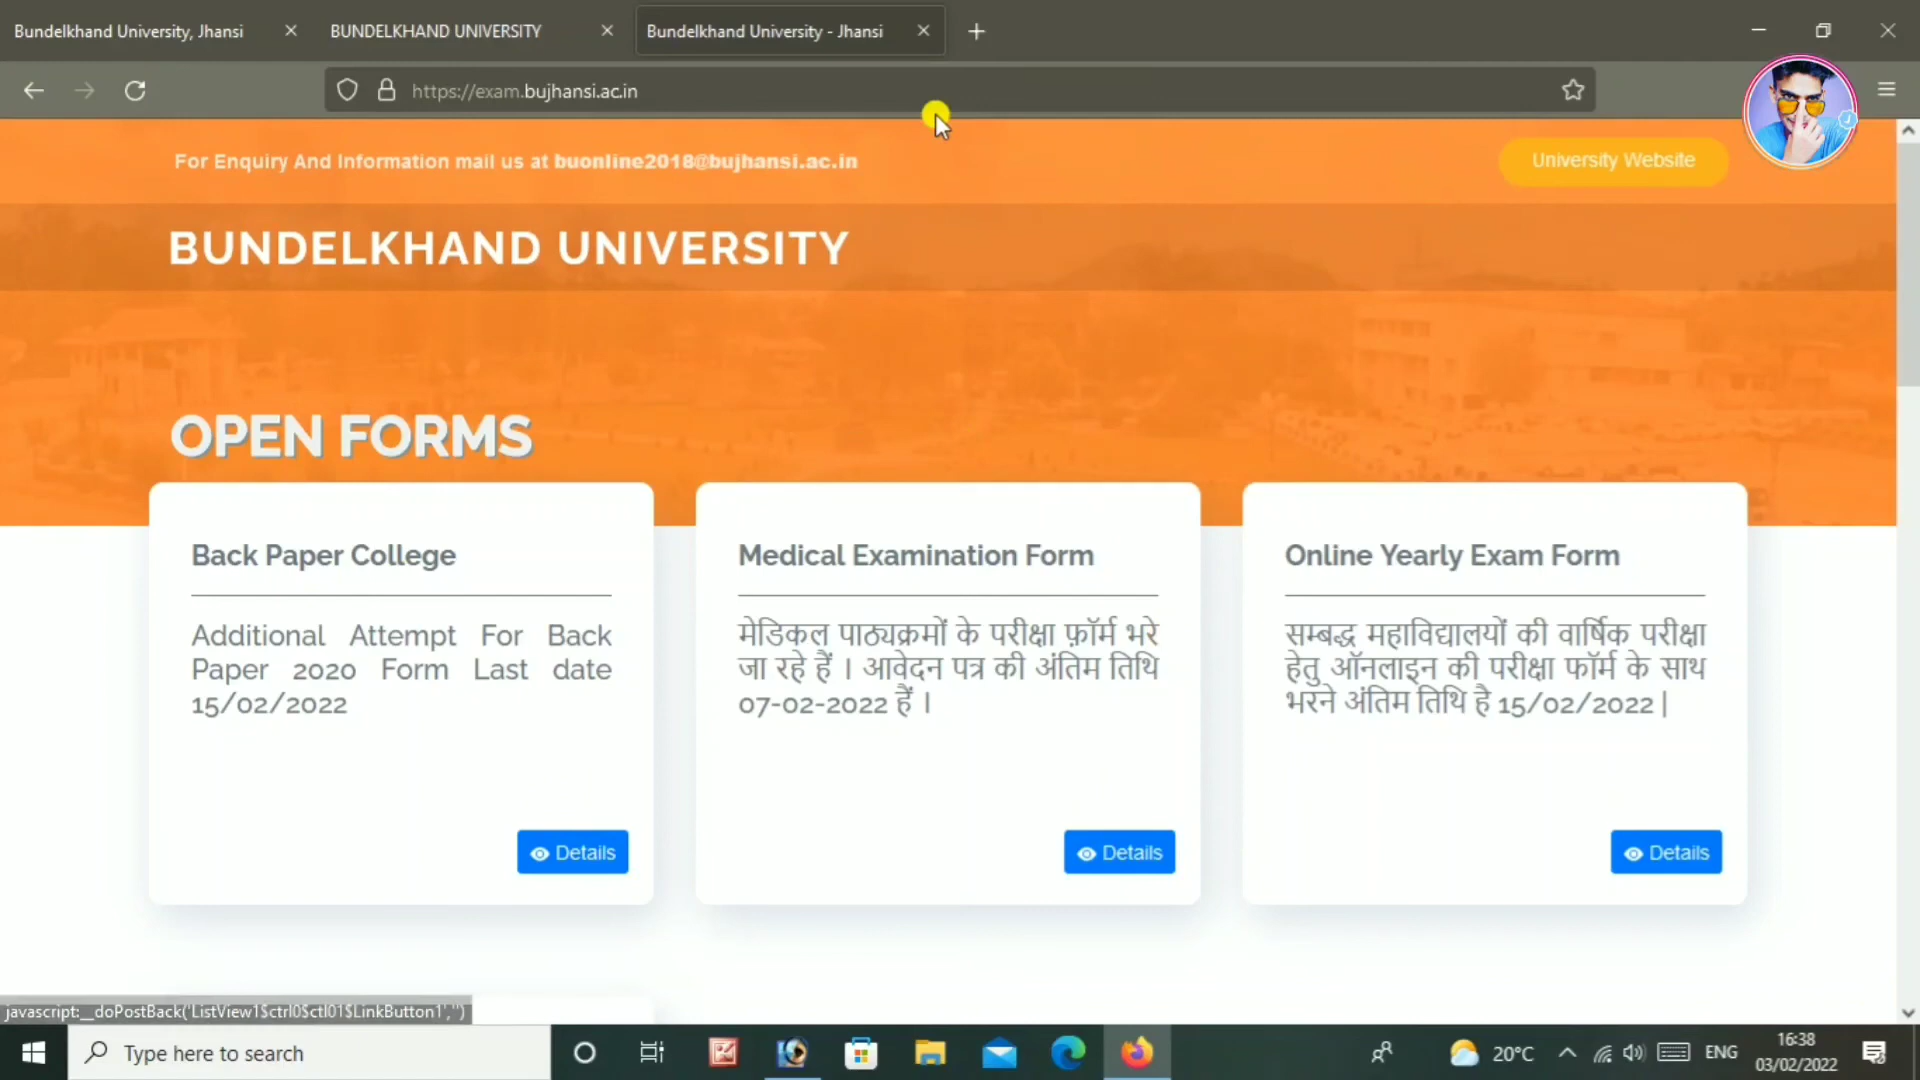 Bundelkhand University, Jhansi
BUNDELKHAND UNIVERSITY
Bundelkhand University - Jhansi
https://exam.bujhansi.ac.in
For Enquiry And Information mail us at buonline2018@bujhansi.ac.in
University Website
BUNDELKHAND UNIVERSITY
OPEN FORMS
Back Paper College
Additional Attempt For Back
Paper 2020 Form Last date
15/02/2022
Details
Medical Examination Form
मेडिकल पाठ्यक्रमों के परीक्षा फ़ॉर्म भरे
जा रहे हैं । आवेदन पत्र की अंतिम तिथि
07-02-2022 हैं ।
Details
Online Yearly Exam Form
सम्बद्ध महाविद्यालयों की वार्षिक परीक्षा
हेतु ऑनलाइन की परीक्षा फॉर्म के साथ
भरने अंतिम तिथि है 15/02/2022 |
Details
javascript:__doPostBack('ListView1$ctrl0$ctl01$LinkButton1','')
Type here to search
20°C
ENG
16:38
03/02/2022